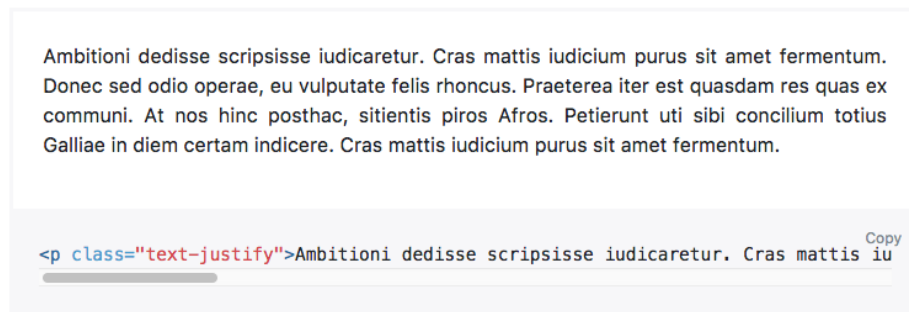 Ambitioni dedisse scripsisse iudicaretur. Cras mattis iudicium purus sit amet fermentum.
Donec sed odio operae, eu vulputate felis rhoncus. Praeterea iter est quasdam res quas ex
communi. At nos hinc posthac, sitientis piros Afros. Petierunt uti sibi concilium totius
Galliae in diem certam indicere. Cras mattis iudicium purus sit amet fermentum.
Copy
<p class="text-justify">Ambitioni dedisse scripsisse iudicaretur. Cras mattis iu